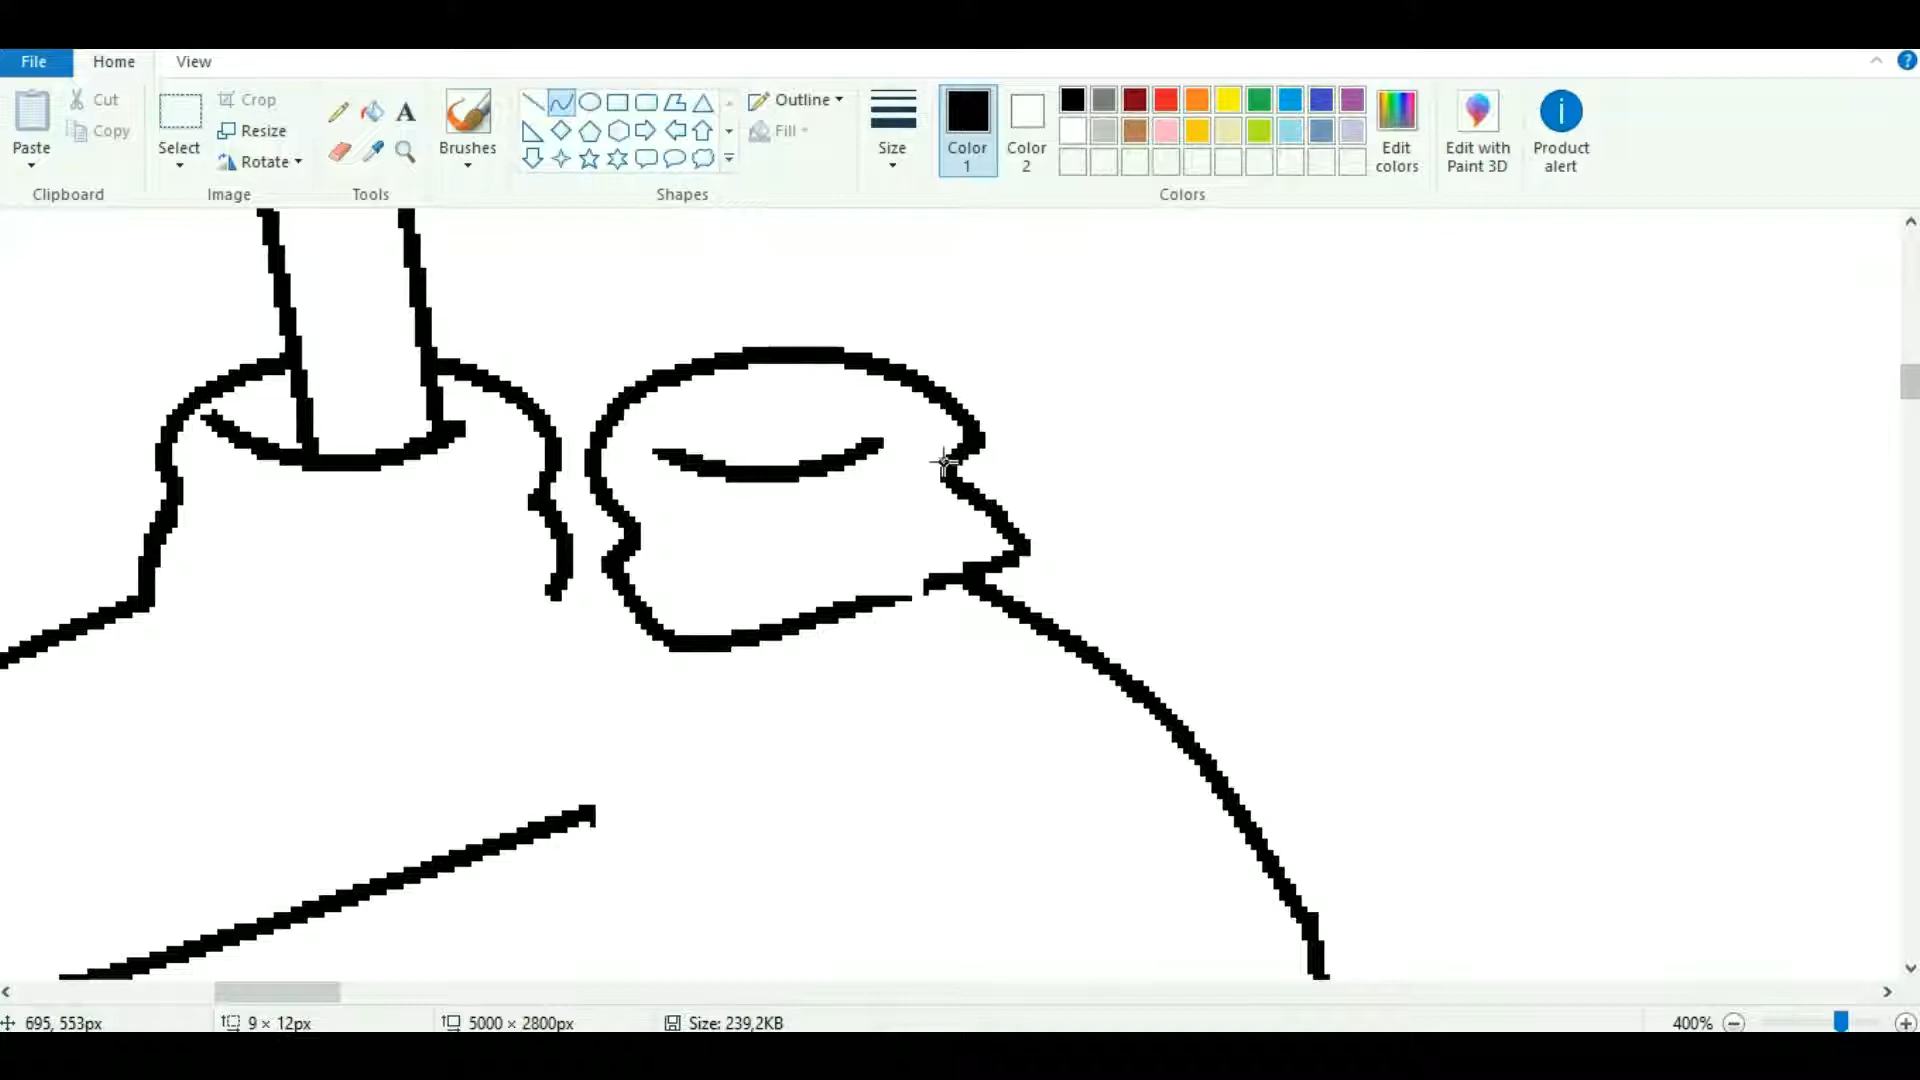 File Home View
Cut
Copy
Paste
Clipboard
Select
Crop
Resize
Rotate
Image
A
Tools
Brushes
Outline
Fill
Shapes
Size
Color 1
Color 2
Edit colors
Colors
Edit with Paint 3D
Product alert
695, 553px 9 × 12px 5000 × 2800px Size: 239,2KB 400%